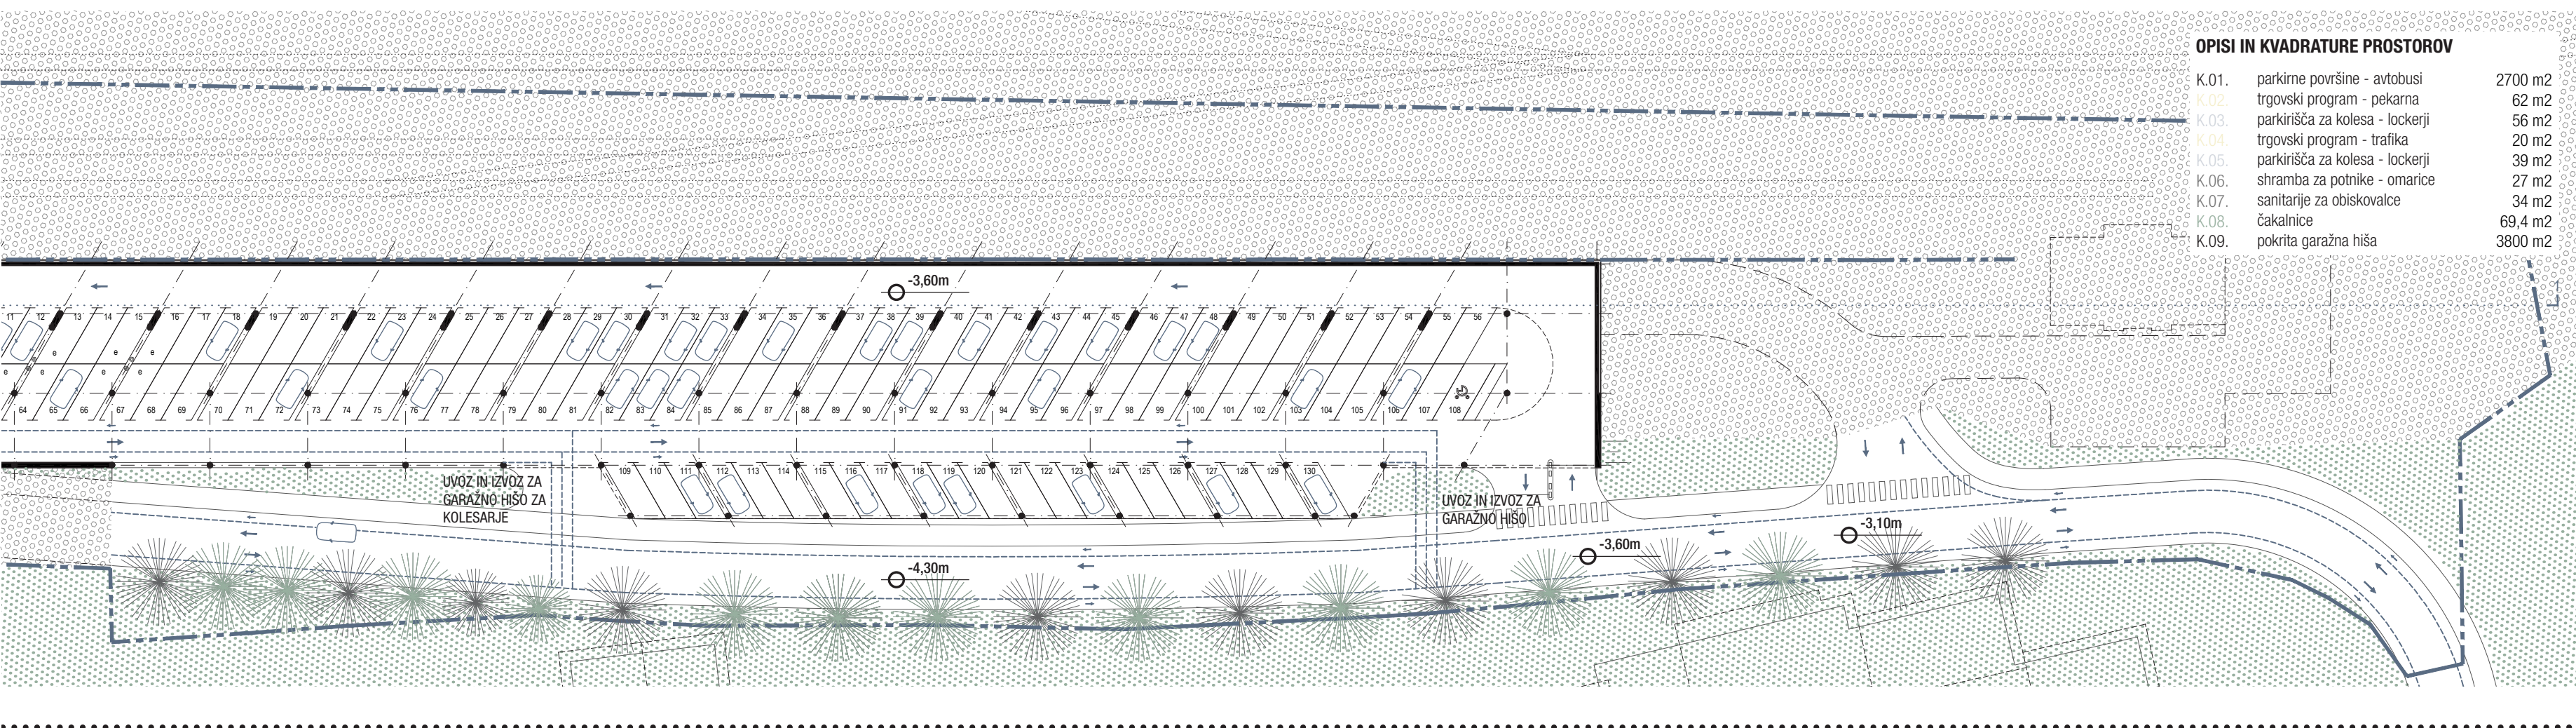 OPISI IN KVADRATURE PROSTOROV
K.01. parkirne površine - avtobusi 2700 m2
K.02. trgovski program - pekarna 62 m2
K.03. parkirišča za kolesa - lockerji 56 m2
K.04. trgovski program - trafika 20 m2
K.05. parkirišča za kolesa - lockerji 39 m2
K.06. shramba za potnike - omarice 27 m2
K.07. sanitarije za obiskovalce 34 m2
K.08. čakalnice 69,4 m2
K.09. pokrita garažna hiša 3800 m2
-3,60m
11 12 13 14 15 16 17 18 19 20 21 22 23 24 25 26 27 28 29 30 31 32 33 34 35 36 37 38 39 40 41 42 43 44 45 46 47 48 49 50 51 52 53 54 55 56
e e e
e e e e
64 65 66 67 68 69 70 71 72 73 74 75 76 77 78 79 80 81 82 83 84 85 86 87 88 89 90 91 92 93 94 95 96 97 98 99 100 101 102 103 104 105 106 107 108
109 110 111 112 113 114 115 116 117 118 119 120 121 122 123 124 125 126 127 128 129 130
UVOZ IN IZVOZ ZA
GARAŽNO HIŠO ZA
KOLESARJE
UVOZ IN IZVOZ ZA
GARAŽNO HIŠO
-3,10m
-3,60m
-4,30m